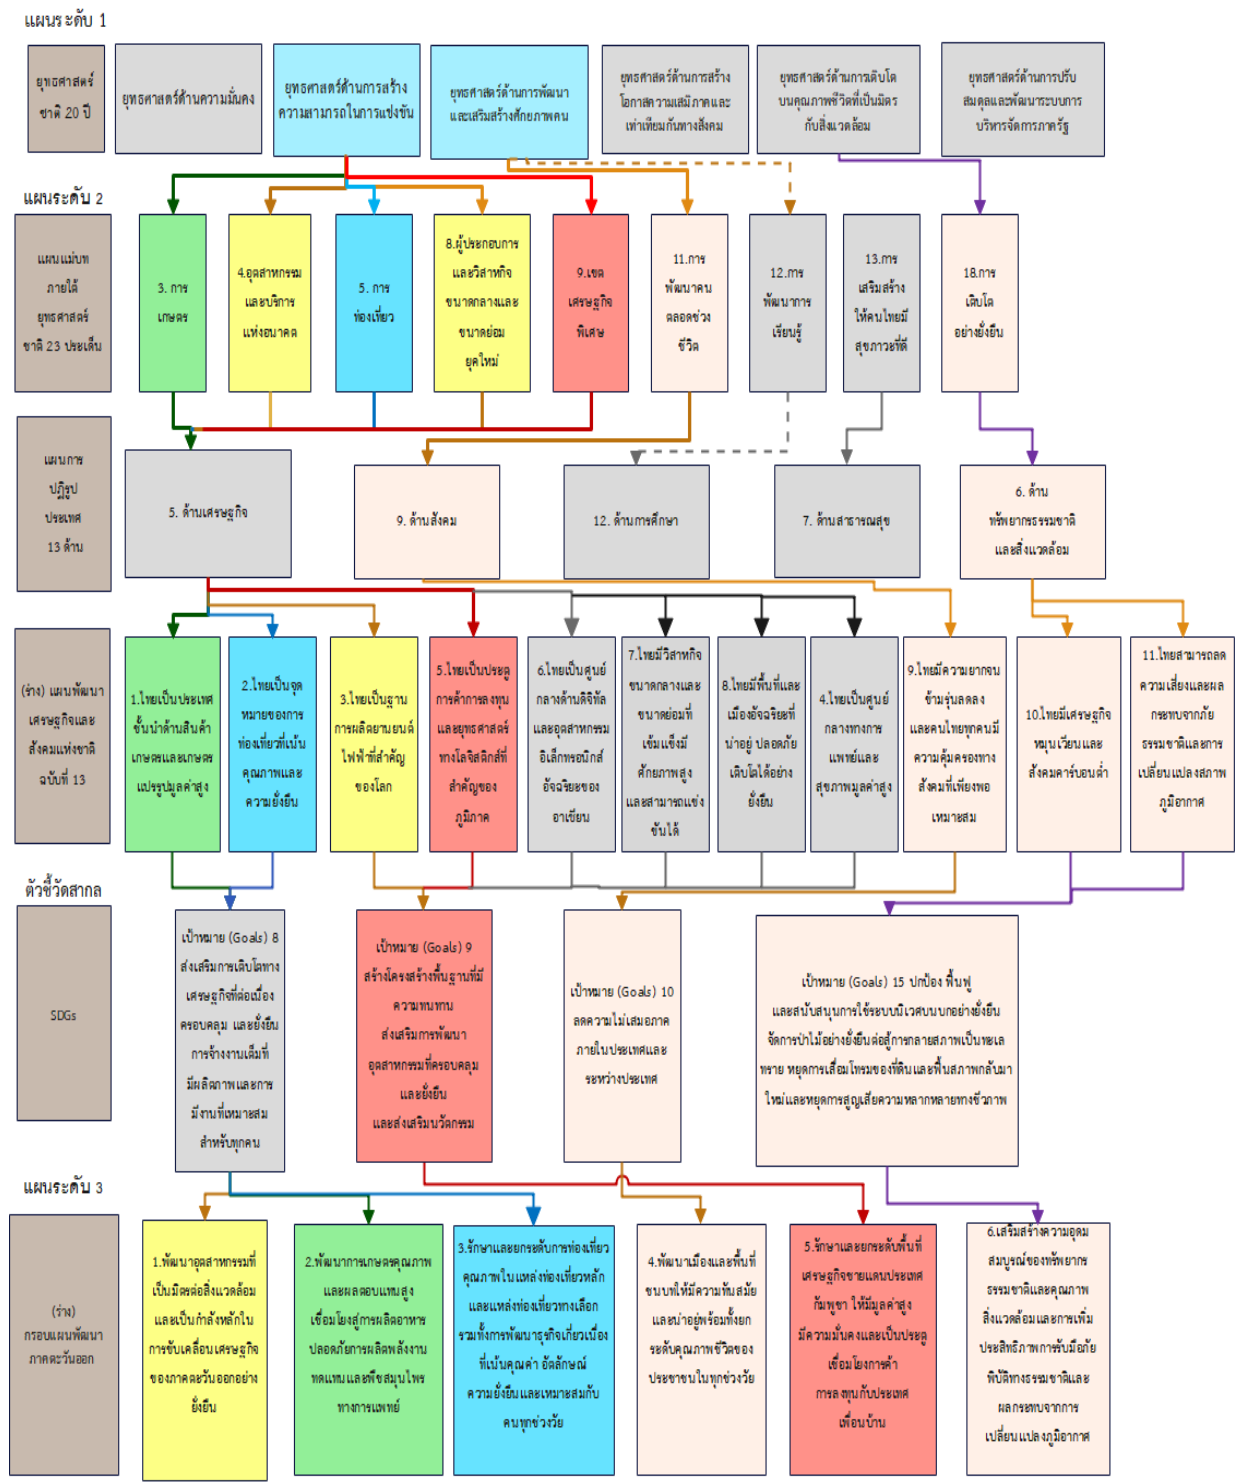 แผนระดับ 1
ยุทธศาสตร์
ชาติ 20 ปี
ยุทธศาสตร์ด้านความมั่นคง
ยุทธศาสตร์ด้านการสร้าง
ความสามารถในการแข่งขัน
ยุทธศาสตร์ด้านการพัฒนา
และเสริมสร้างศักยภาพคน
ยุทธศาสตร์ด้านการสร้าง
โอกาสความเสมิภาคและ
เท่าเทียมกันทางสังคม
ยุทธศาสตร์ด้านการเติบโต
บนคุณภาพชีวิตที่เป็นมิตร
กับสิ่งแวดล้อม
ยุทธศาสตร์ด้านการปรับ
สมดุลและพัฒนาระบบการ
บริหารจัดการภาครัฐ
แผนระดับ 2
แผนแม่บท
ภายใต้
ยุทธศาสตร์
ชาติ 23 ประเด็น
3. การ
เกษตร
4.อุตสาหกรรม
และบริการ
แห่งอนาคต
5. การ
ท่องเที่ยว
8.ผู้ประกอบการ
และวิสาหกิจ
ขนาดกลางและ
ขนาดย่อม
ยุคใหม่
9.เขต
เศรษฐกิจ
พิเศษ
11.การ
พัฒนาคน
ตลอดช่วง
ชีวิต
12.การ
พัฒนาการ
เรียนรู้
13.การ
เสริมสร้าง
ให้คนไทยมี
สุขภาวะที่ดี
18.การ
เติบโต
อย่างยั่งยืน
แผนการ
ปฏิรูป
ประเทศ
13 ด้าน
5. ด้านเศรษฐกิจ
9. ด้านสังคม
12. ด้านการศึกษา
7. ด้านสาธารณสุข
6. ด้าน
ทรัพยากรธรรมชาติ
และสิ่งแวดล้อม
(ร่าง) แผนพัฒนา
เศรษฐกิจและ
สังคมแห่งชาติ
ฉบับที่ 13
1.ไทยเป็นประเทศ
ชั้นนำด้านสินค้า
เกษตรและเกษตร
แปรรูปมูลค่าสูง
2.ไทยเป็นจุด
หมายของการ
ท่องเที่ยวที่เน้น
คุณภาพและ
ความยั่งยืน
3.ไทยเป็นฐาน
การผลิตยานยนต์
ไฟฟ้าที่สำคัญ
ของโลก
5.ไทยเป็นประตู
การค้าการลงทุน
และยุทธศาสตร์
ทางโลจิสติกส์ที่
สำคัญของ
ภูมิภาค
6.ไทยเป็นศูนย์
กลางด้านดิจิทัล
และอุตสาหกรรม
อิเล็กทรอนิกส์
อัจฉริยะของ
อาเซียน
7.ไทยมีวิสาหกิจ
ขนาดกลางและ
ขนาดย่อมที่
เข้มแข็งมี
ศักยภาพสูง
และสามารถแข่ง
ขันได้
8.ไทยมีพื้นที่และ
เมืองอัจฉริยะที่
น่าอยู่ ปลอดภัย
เติบโตได้อย่าง
ยั่งยืน
4.ไทยเป็นศูนย์
กลางทางการ
แพทย์และ
สุขภาพมูลค่าสูง
9.ไทยมีความยากจน
ข้ามรุ่นลดลง
และคนไทยทุกคนมี
ความคุ้มครองทาง
สังคมที่เพียงพอ
เหมาะสม
10.ไทยมีเศรษฐกิจ
หมุนเวียนและ
สังคมคาร์บอนต่ำ
11.ไทยสามารถลด
ความเสี่ยงและผล
กระทบจากภัย
ธรรมชาติและการ
เปลี่ยนแปลงสภาพ
ภูมิอากาศ
ตัวชี้วัดสากล
SDGs
เป้าหมาย (Goals) 8
ส่งเสริมการเติบโตทาง
เศรษฐกิจที่ต่อเนื่อง
ครอบคลุม และยั่งยืน
การจ้างงานเต็มที่
มีผลิตภาพและการ
มีงานที่เหมาะสม
สำหรับทุกคน
เป้าหมาย (Goals) 9
สร้างโครงสร้างพื้นฐานที่มี
ความทนทาน
ส่งเสริมการพัฒนา
อุตสาหกรรมที่ครอบคลุม
และยั่งยืน
และส่งเสริมนวัตกรรม
เป้าหมาย (Goals) 10
ลดความไม่เสมอภาค
ภายในประเทศและ
ระหว่างประเทศ
เป้าหมาย (Goals) 15 ปกป้อง ฟื้นฟู
และสนับสนุนการใช้ระบบนิเวศบนบกอย่างยั่งยืน
จัดการป่าไม้อย่างยั่งยืนต่อสู้การกลายสภาพเป็นทะเล
ทราย หยุดการเสื่อมโทรมของที่ดินและฟื้นสภาพกลับมา
ใหม่และหยุดการสูญเสียความหลากหลายทางชีวภาพ
แผนระดับ 3
(ร่าง)
กรอบแผนพัฒนา
ภาคตะวันออก
1.พัฒนาอุตสาหกรรมที่
เป็นมิตรต่อสิ่งแวดล้อม
และเป็นกำลังหลักใน
การขับเคลื่อนเศรษฐกิจ
ของภาคตะวันออกอย่าง
ยั่งยืน
2.พัฒนาการเกษตรคุณภาพ
และผลตอบแทนสูง
เชื่อมโยงสู่การผลิตอาหาร
ปลอดภัยการผลิตพลังงาน
ทดแทนและพืชสมุนไพร
ทางการแพทย์
3.รักษาและยกระดับการท่องเที่ยว
คุณภาพในแหล่งท่องเที่ยวหลัก
และแหล่งท่องเที่ยวทางเลือก
รวมทั้งการพัฒนาธุรกิจเกี่ยวเนื่อง
ที่เน้นคุณค่า อัตลักษณ์
ความยั่งยืนและเหมาะสมกับ
คนทุกช่วงวัย
4.พัฒนาเมืองและพื้นที่
ชนบทให้มีความทันสมัย
และน่าอยู่พร้อมทั้งยก
ระดับคุณภาพชีวิตของ
ประชาชนในทุกช่วงวัย
5.รักษาและยกระดับพื้นที่
เศรษฐกิจชายแดนประเทศ
กัมพูชา ให้มีมูลค่าสูง
มีความมั่นคงและเป็นประตู
เชื่อมโยงการค้า
การลงทุนกับประเทศ
เพื่อนบ้าน
6.เสริมสร้างความอุดม
สมบูรณ์ของทรัพยากร
ธรรมชาติและคุณภาพ
สิ่งแวดล้อมและการเพิ่ม
ประสิทธิภาพการรับมือภัย
พิบัติทางธรรมชาติและ
ผลกระทบจากการ
เปลี่ยนแปลงภูมิอากาศ